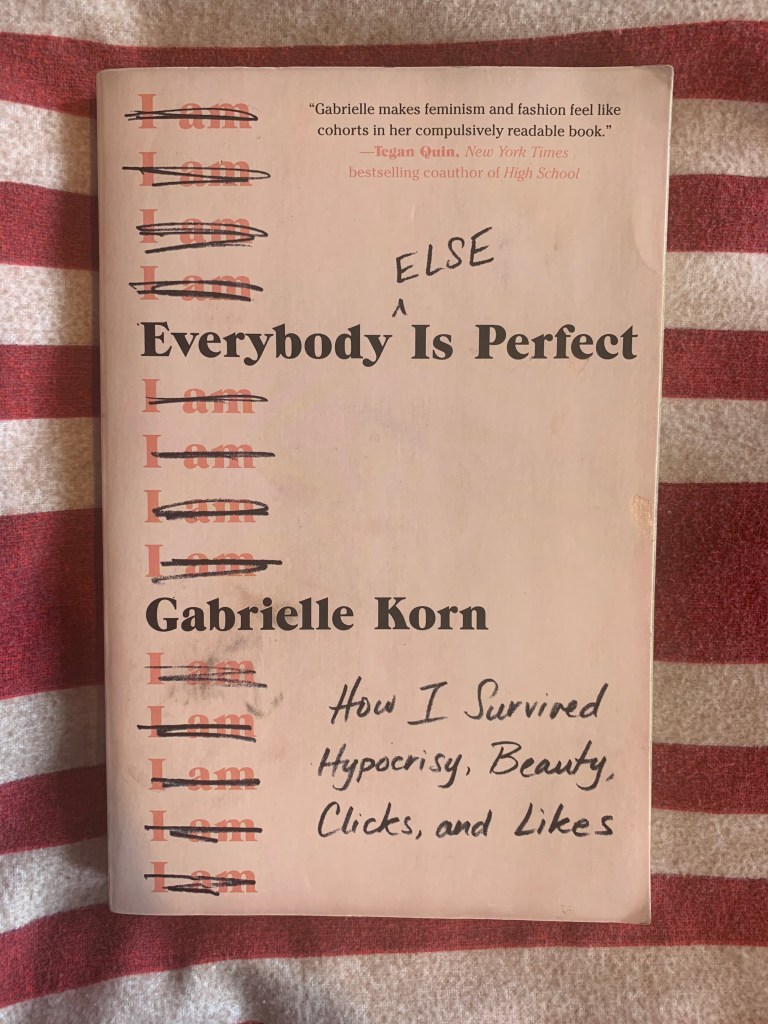 I am
“Gabrielle makes feminism and fashion feel like
cohorts in her compulsively readable book.”
—Tegan Quin, New York Times
bestselling coauthor of High School
I am
I am
I am
ELSE
^
Everybody Is Perfect
I am
I am
I am
I am
Gabrielle Korn
I am
I am
I am
I am
I am
How I Survived
Hypocrisy, Beauty,
Clicks, and Likes